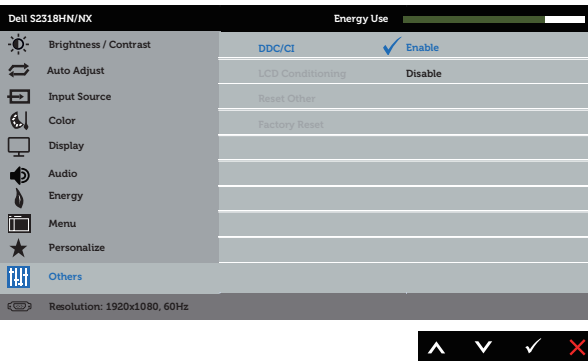 Dell S2318HN/NX Energy Use
Brightness / Contrast DDC/CI Enable
Auto Adjust LCD Conditioning Disable
Input Source Reset Other
Color Factory Reset
Display
Audio
Energy
Menu
Personalize
Others
Resolution: 1920x1080, 60Hz